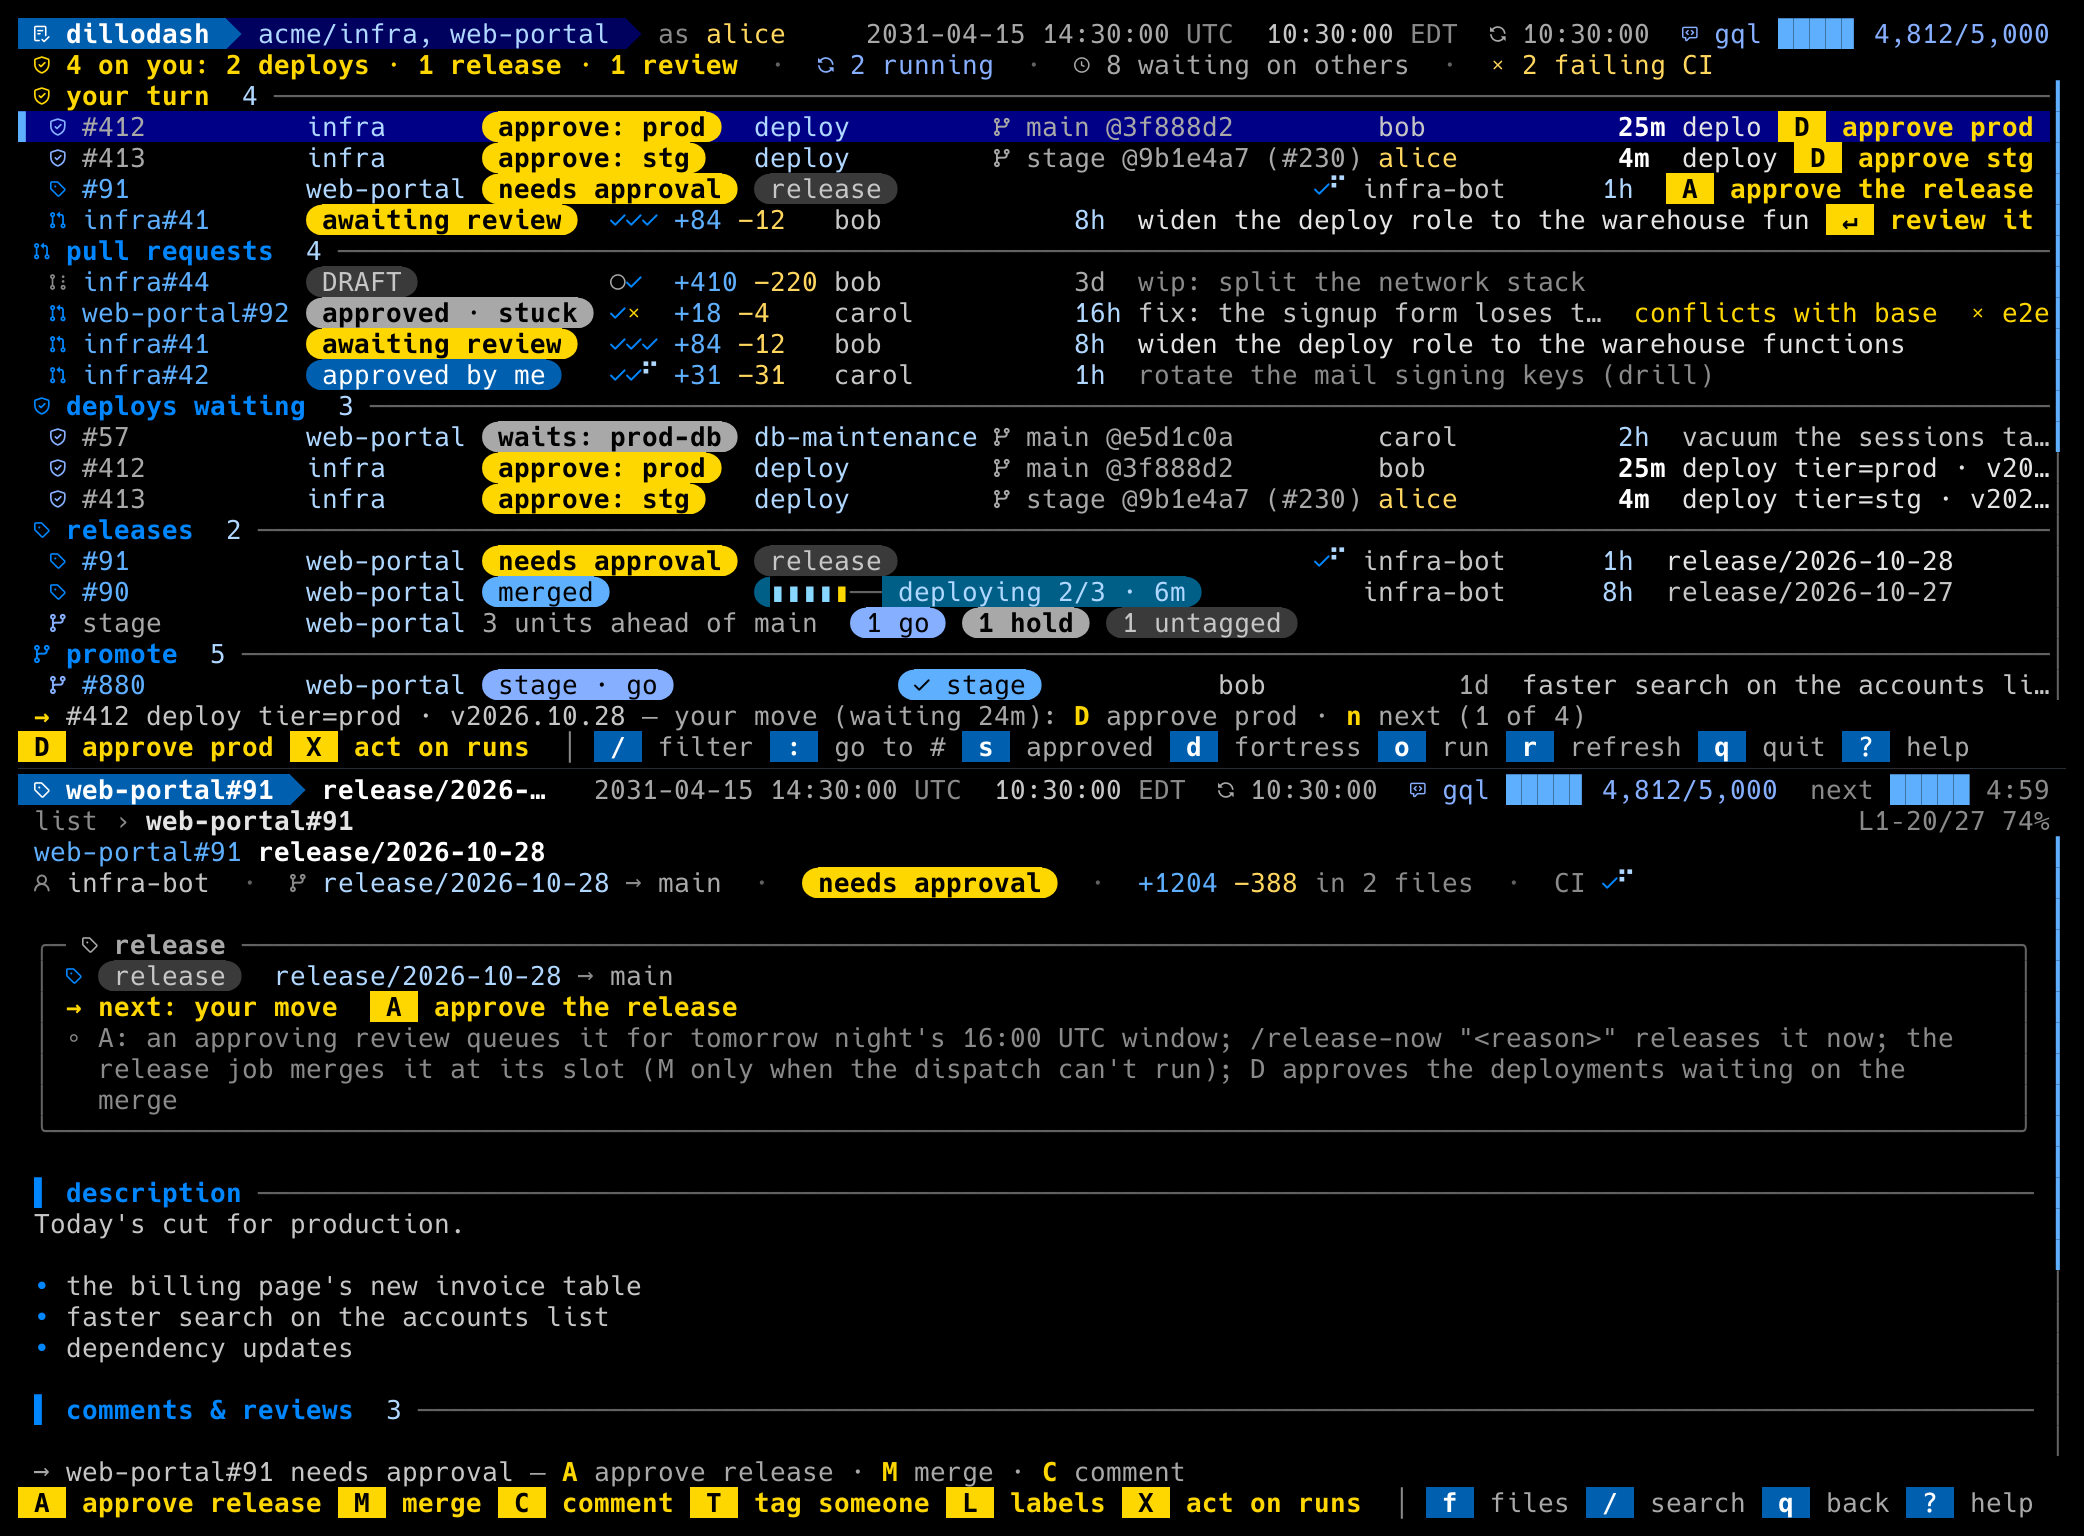 dillodash acme/infra, web-portal as alice 2031-04-15 14:30:00 UTC 10:30:00 EDT 10:30:00 gql 4,812/5,000
4 on you: 2 deploys · 1 release · 1 review · 2 running · 8 waiting on others · × 2 failing CI
your turn 4
#412 infra approve: prod deploy main @3f888d2 bob 25m deplo D approve prod
#413 infra approve: stg deploy stage @9b1e4a7 (#230) alice 4m deploy D approve stg
#91 web-portal needs approval release ✓ infra-bot 1h A approve the release
infra#41 awaiting review ✓✓✓ +84 −12 bob 8h widen the deploy role to the warehouse fun ↵ review it
pull requests 4
infra#44 DRAFT ○✓ +410 −220 bob 3d wip: split the network stack
web-portal#92 approved · stuck ✓× +18 −4 carol 16h fix: the signup form loses t… conflicts with base × e2e
infra#41 awaiting review ✓✓✓ +84 −12 bob 8h widen the deploy role to the warehouse functions
infra#42 approved by me ✓✓ +31 −31 carol 1h rotate the mail signing keys (drill)
deploys waiting 3
#57 web-portal waits: prod-db db-maintenance main @e5d1c0a carol 2h vacuum the sessions ta…
#412 infra approve: prod deploy main @3f888d2 bob 25m deploy tier=prod · v20…
#413 infra approve: stg deploy stage @9b1e4a7 (#230) alice 4m deploy tier=stg · v202…
releases 2
#91 web-portal needs approval release ✓ infra-bot 1h release/2026-10-28
#90 web-portal merged deploying 2/3 · 6m infra-bot 8h release/2026-10-27
stage web-portal 3 units ahead of main 1 go 1 hold 1 untagged
promote 5
#880 web-portal stage · go ✓ stage bob 1d faster search on the accounts li…
→ #412 deploy tier=prod · v2026.10.28 — your move (waiting 24m): D approve prod · n next (1 of 4)
D approve prod X act on runs │ / filter : go to # s approved d fortress o run r refresh q quit ? help
web-portal#91 release/2026-… 2031-04-15 14:30:00 UTC 10:30:00 EDT 10:30:00 gql 4,812/5,000 next 4:59
list › web-portal#91 L1-20/27 74%
web-portal#91 release/2026-10-28
infra-bot · release/2026-10-28 → main · needs approval · +1204 −388 in 2 files · CI ✓
release
release release/2026-10-28 → main
→ next: your move A approve the release
◦ A: an approving review queues it for tomorrow night's 16:00 UTC window; /release-now "<reason>" releases it now; the
release job merges it at its slot (M only when the dispatch can't run); D approves the deployments waiting on the
merge
description
Today's cut for production.
• the billing page's new invoice table
• faster search on the accounts list
• dependency updates
comments & reviews 3
→ web-portal#91 needs approval — A approve release · M merge · C comment
A approve release M merge C comment T tag someone L labels X act on runs │ f files / search q back ? help